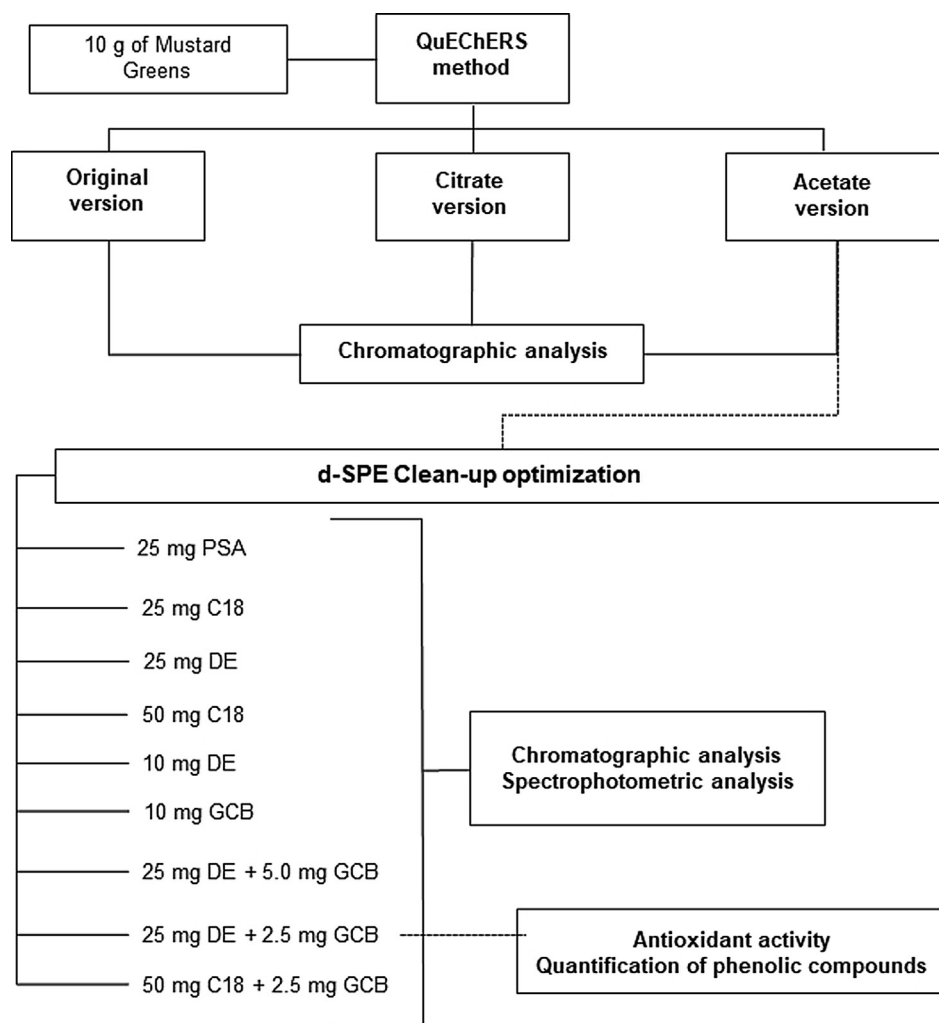 10 g of Mustard
Greens
QuEChERS
method
Original
version
Citrate
version
Acetate
version
Chromatographic analysis
d-SPE Clean-up optimization
25 mg PSA
25 mg C18
25 mg DE
50 mg C18
10 mg DE
10 mg GCB
25 mg DE + 5.0 mg GCB
25 mg DE + 2.5 mg GCB
50 mg C18 + 2.5 mg GCB
Chromatographic analysis
Spectrophotometric analysis
Antioxidant activity
Quantification of phenolic compounds